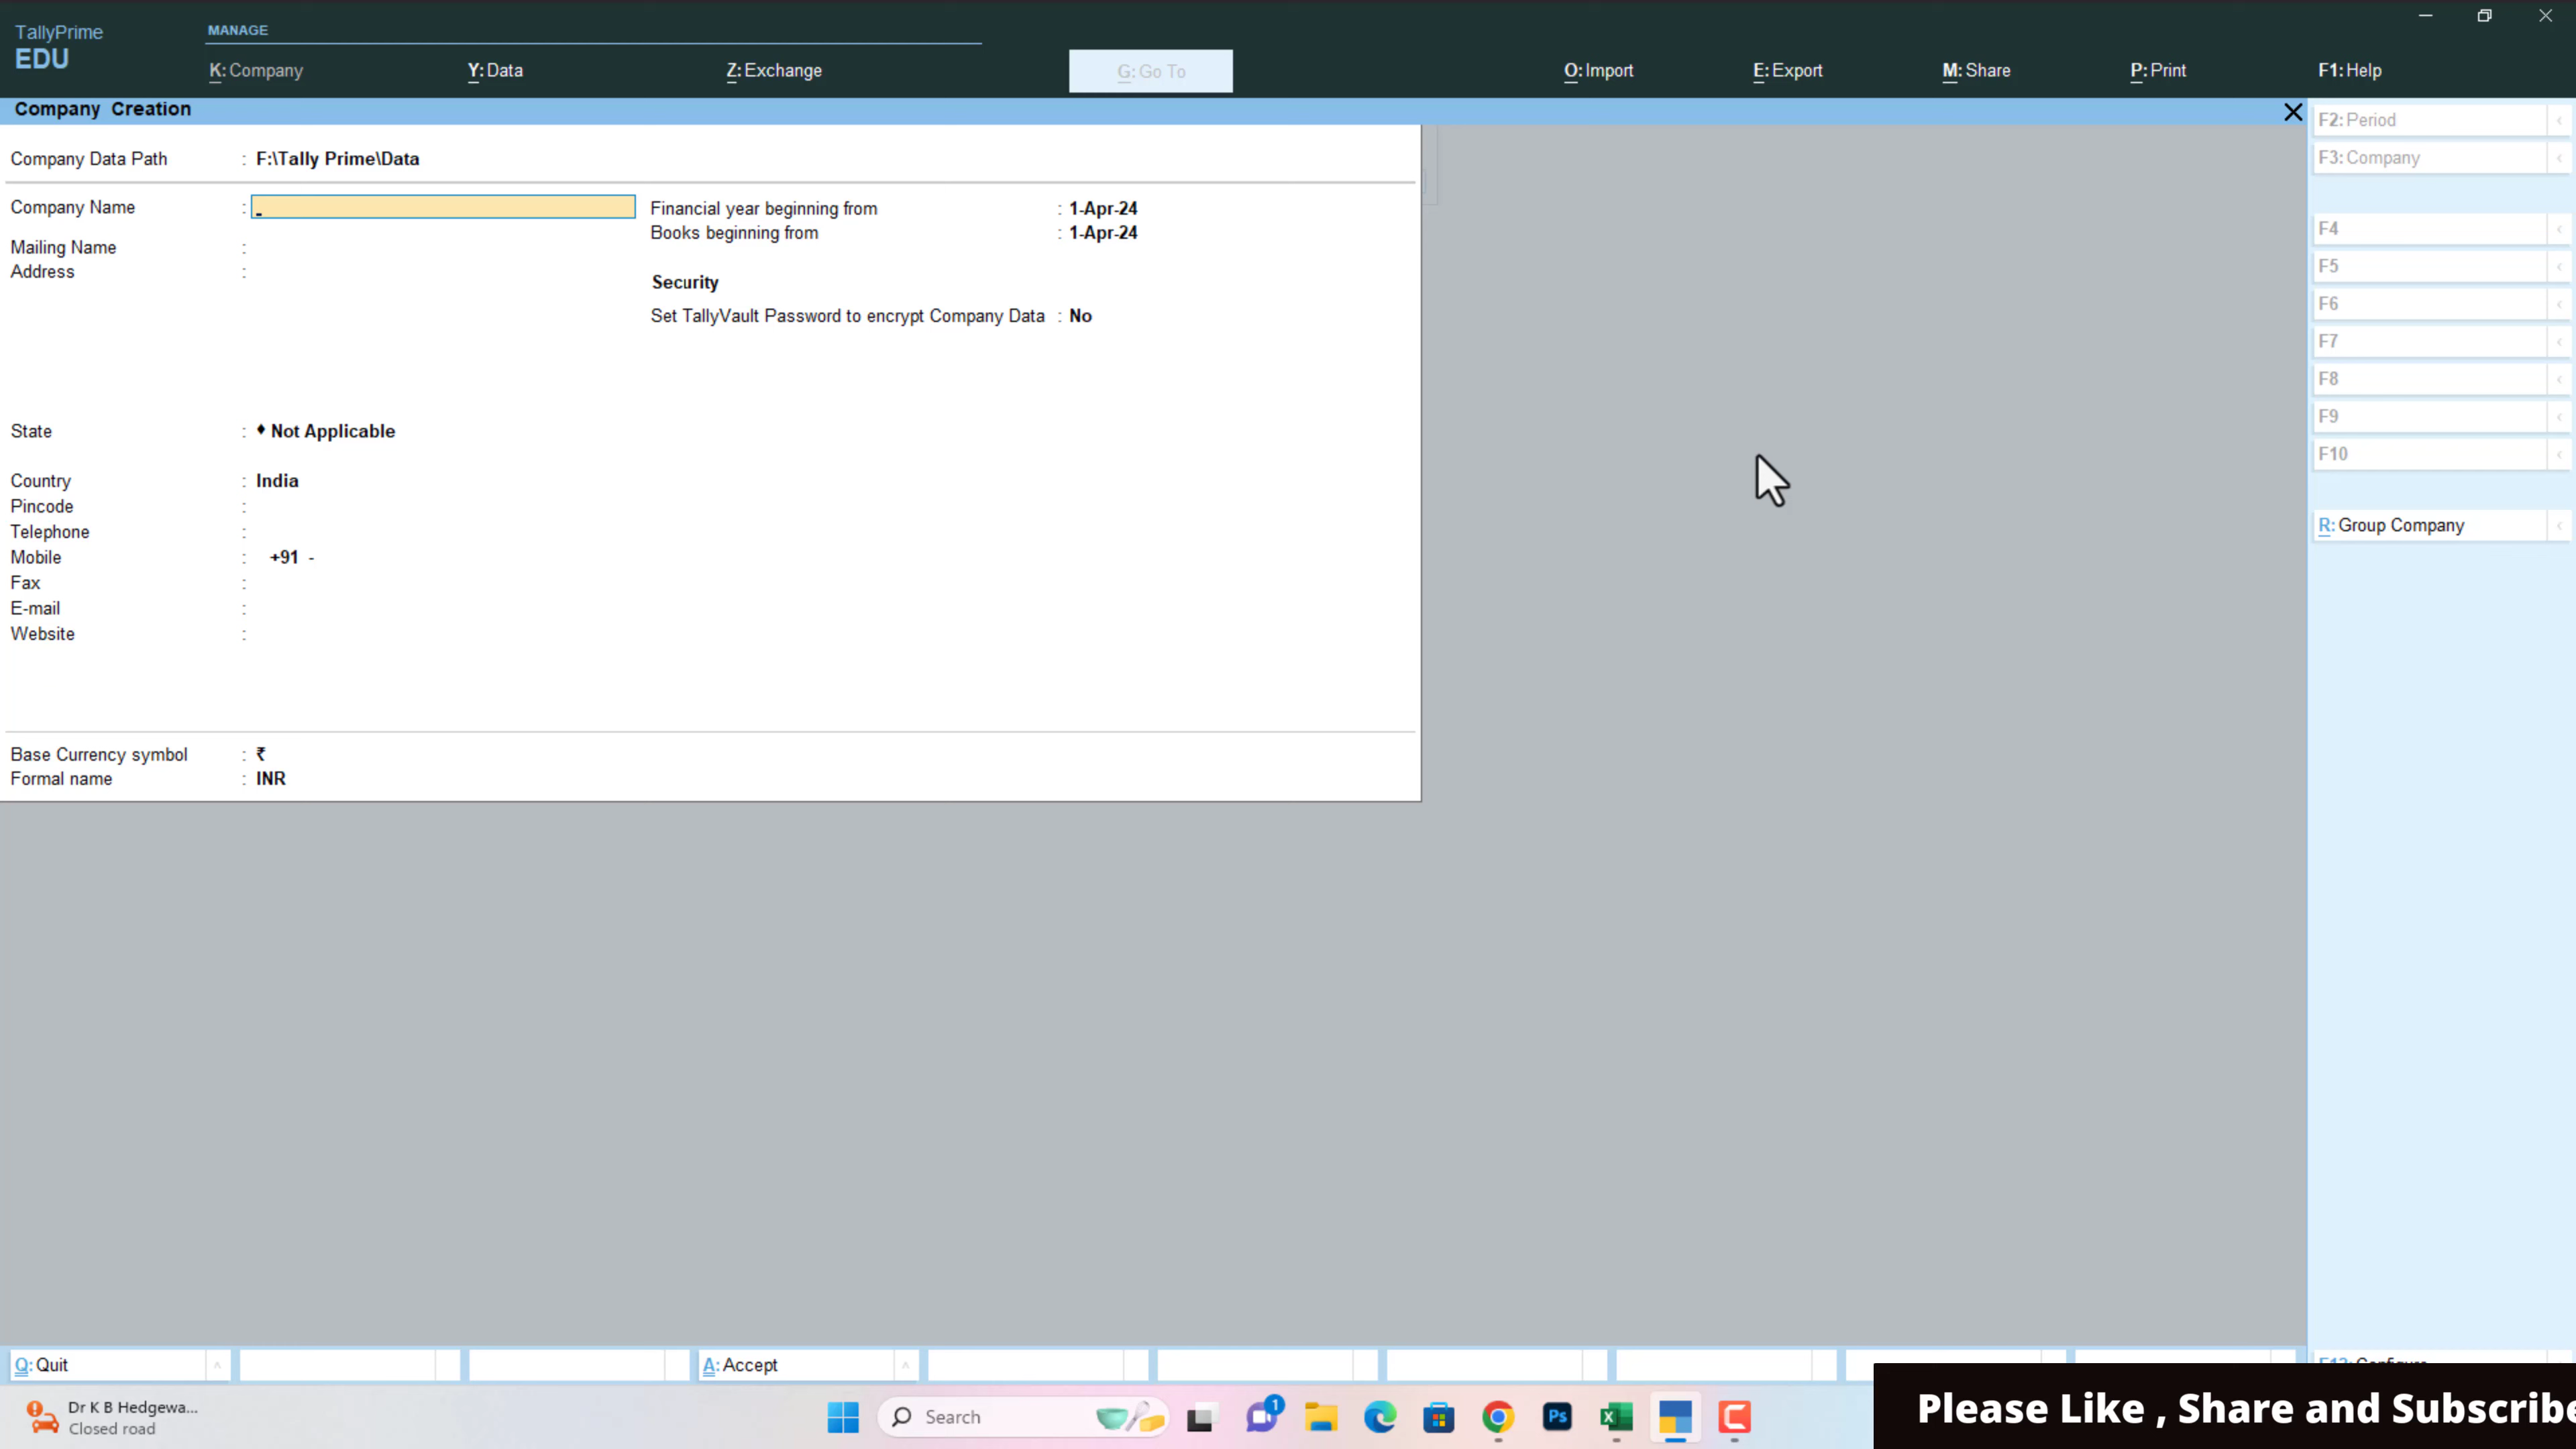 TallyPrime
EDU
MANAGE
K: Company
Y: Data
Z: Exchange
G: Go To
O: Import
E: Export
M: Share
P: Print
F1: Help
Company Creation
Company Data Path : F:\Tally Prime\Data
Company Name :
Financial year beginning from : 1-Apr-24
Mailing Name :
Books beginning from : 1-Apr-24
Address :
Security
Set TallyVault Password to encrypt Company Data : No
State : ♦ Not Applicable
Country : India
Pincode :
Telephone :
Mobile : +91 -
Fax :
E-mail :
Website :
Base Currency symbol : ₹
Formal name : INR
F2: Period
F3: Company
F4
F5
F6
F7
F8
F9
F10
R: Group Company
Q: Quit
A: Accept
Dr K B Hedgewa...
Closed road
Search
1
Ps
Please Like , Share and Subscribe